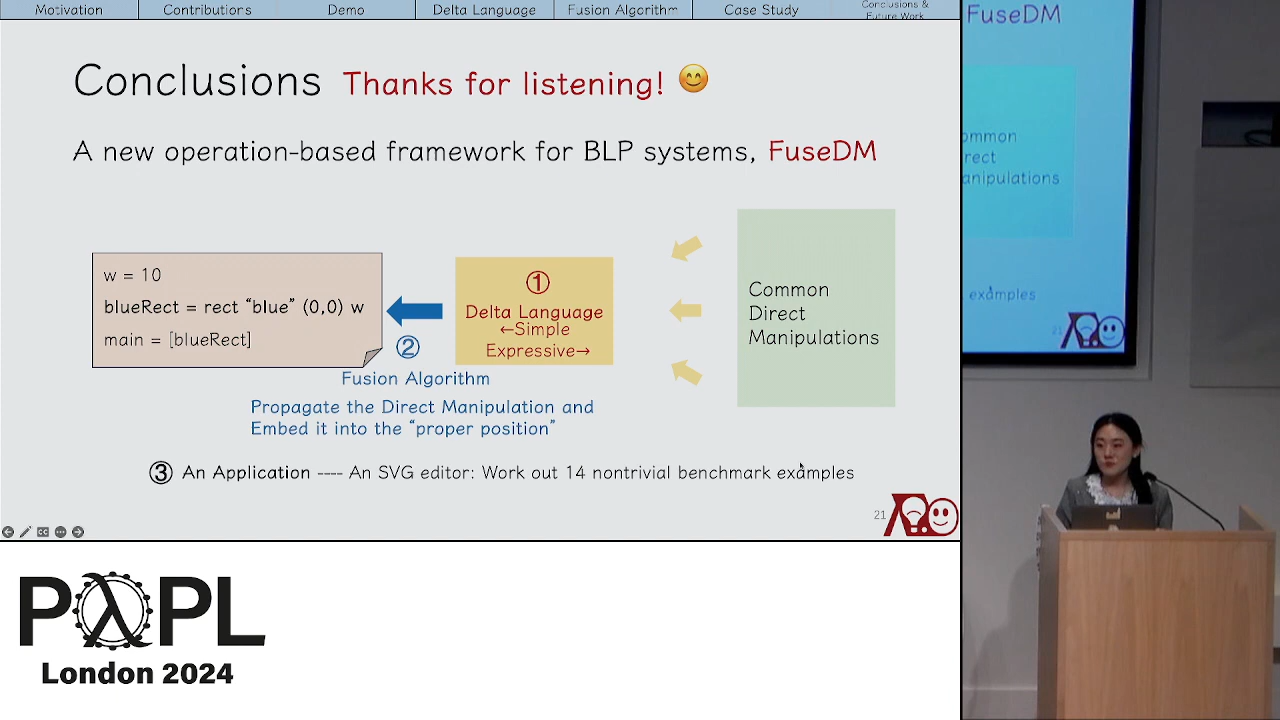 Motivation
Contributions
Demo
Delta Language
Fusion Algorithm
Case Study
Conclusions &
Future Work
Conclusions Thanks for listening! 😊
A new operation-based framework for BLP systems, FuseDM
w = 10
blueRect = rect “blue” (0,0) w
main = [blueRect]
①
Delta Language
←Simple
Expressive→
②
Fusion Algorithm
Propagate the Direct Manipulation and
Embed it into the “proper position”
Common
Direct
Manipulations
③ An Application ---- An SVG editor: Work out 14 nontrivial benchmark examples
21
PλPL
London 2024
FuseDM
ommon
rect
anipulations
examples
21